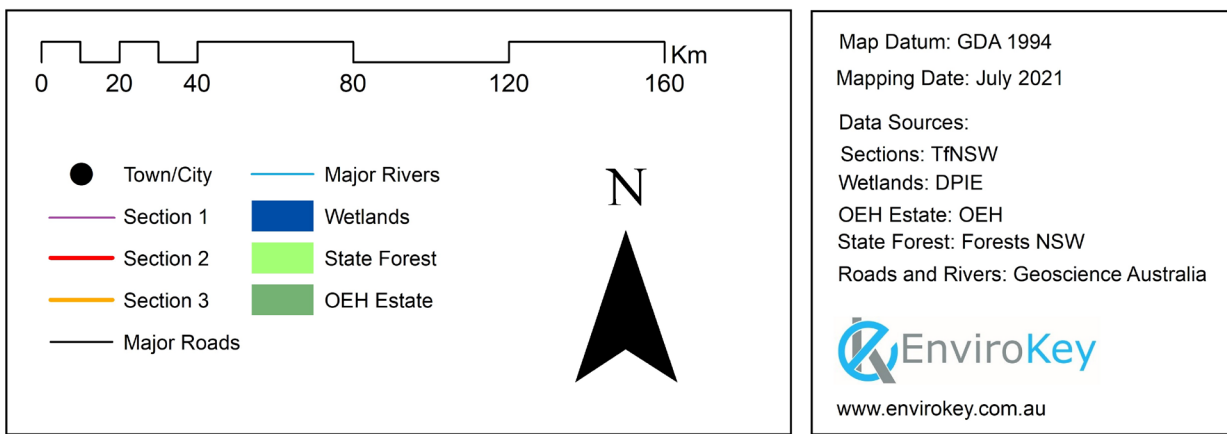 Km
0 20 40 80 120 160
Town/City
Section 1
Section 2
Section 3
Major Roads
Major Rivers
Wetlands
State Forest
OEH Estate
N
Map Datum: GDA 1994
Mapping Date: July 2021
Data Sources:
Sections: TfNSW
Wetlands: DPIE
OEH Estate: OEH
State Forest: Forests NSW
Roads and Rivers: Geoscience Australia
EnviroKey
www.envirokey.com.au